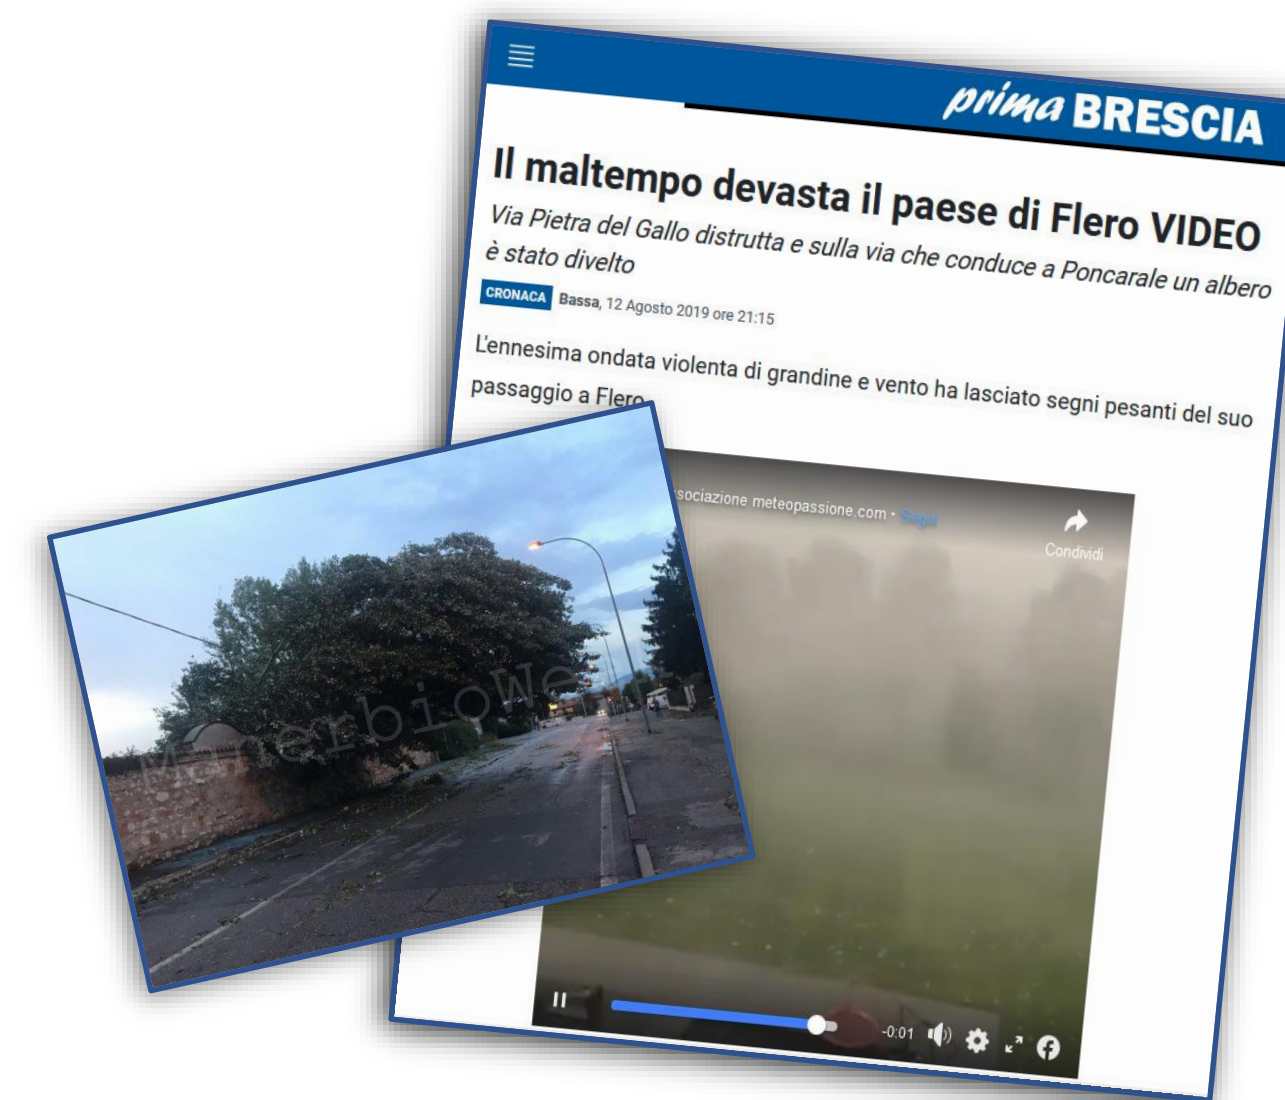 prima BRESCIA
Il maltempo devasta il paese di Flero VIDEO
Via Pietra del Gallo distrutta e sulla via che conduce a Poncarale un albero
è stato divelto
CRONACA Bassa, 12 Agosto 2019 ore 21:15
L'ennesima ondata violenta di grandine e vento ha lasciato segni pesanti del suo
passaggio a Flero
meteopassione.com • Segui
Condividi
-0:01